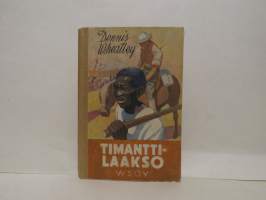 Dennis
Wheatley
TIMANTTI-
LAAKSO
WSOY